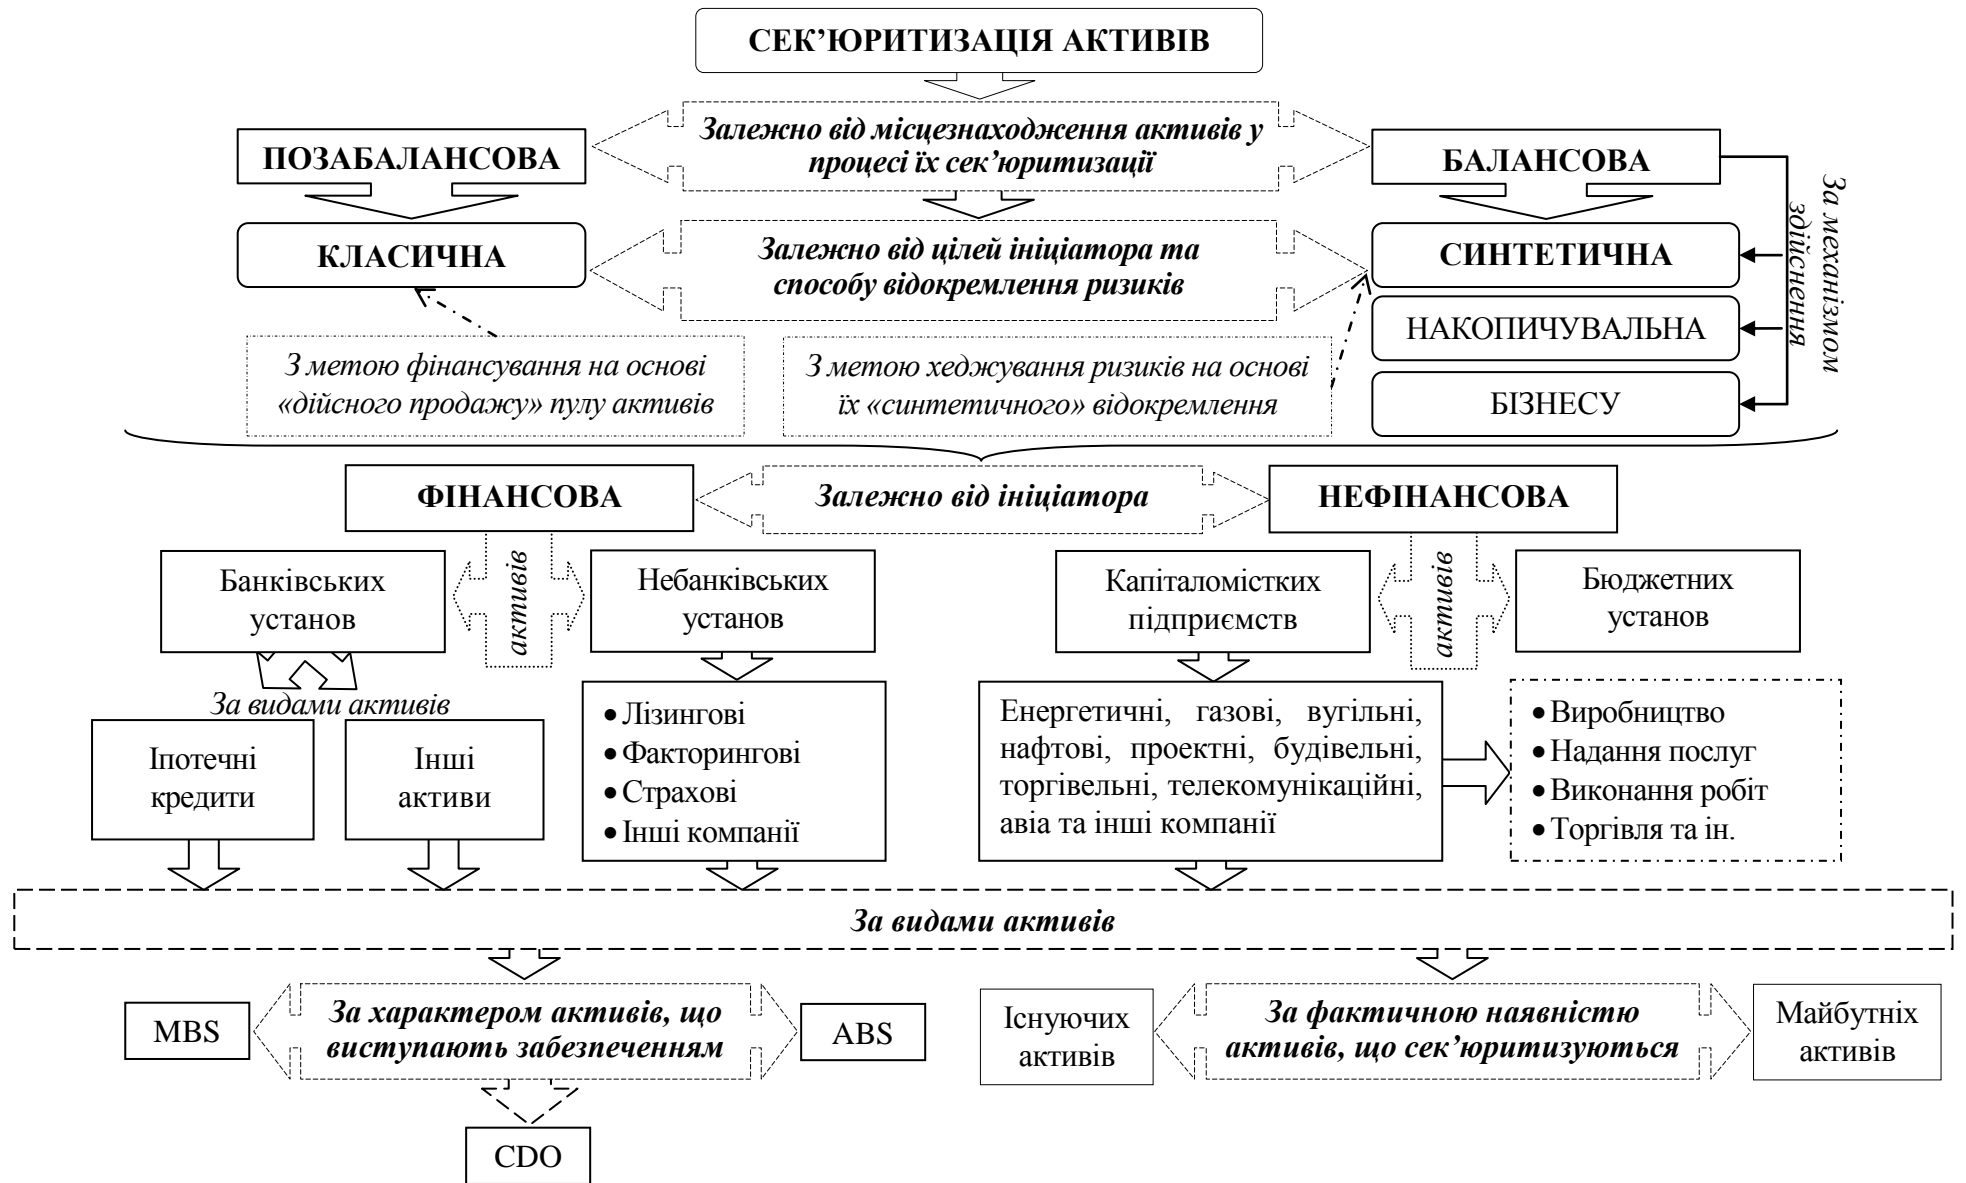 СЕК’ЮРИТИЗАЦІЯ АКТИВІВ
Залежно від місцезнаходження активів у
процесі їх сек’юритизації
ПОЗАБАЛАНСОВА
БАЛАНСОВА
За механізмом
здійснення
КЛАСИЧНА
Залежно від цілей ініціатора та
способу відокремлення ризиків
СИНТЕТИЧНА
НАКОПИЧУВАЛЬНА
БІЗНЕСУ
З метою фінансування на основі
«дійсного продажу» пулу активів
З метою хеджування ризиків на основі
їх «синтетичного» відокремлення
ФІНАНСОВА
Залежно від ініціатора
НЕФІНАНСОВА
Банківських
установ
активів
Небанківських
установ
Капіталомістких
підприємств
активів
Бюджетних
установ
За видами активів
Іпотечні
кредити
Інші
активи
• Лізингові
• Факторингові
• Страхові
• Інші компанії
Енергетичні, газові, вугільні,
нафтові, проектні, будівельні,
торгівельні, телекомунікаційні,
авіа та інші компанії
• Виробництво
• Надання послуг
• Виконання робіт
• Торгівля та ін.
За видами активів
MBS
За характером активів, що
виступають забезпеченням
ABS
Існуючих
активів
За фактичною наявністю
активів, що сек’юритизуються
Майбутніх
активів
CDO